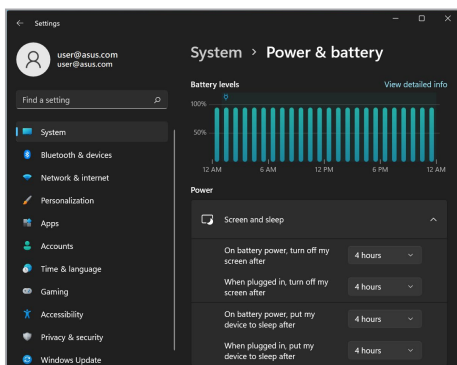 Settings
user@asus.com
user@asus.com
Find a setting
System
Bluetooth & devices
Network & internet
Personalization
Apps
Accounts
Time & language
Gaming
Accessibility
Privacy & security
Windows Update
System > Power & battery
Battery levels
View detailed info
100%
50%
12 AM 6 AM 12 PM 6 PM 12 AM
Power
Screen and sleep
On battery power, turn off my
screen after
4 hours
When plugged in, turn off my
screen after
4 hours
On battery power, put my
device to sleep after
4 hours
When plugged in, put my
device to sleep after
4 hours